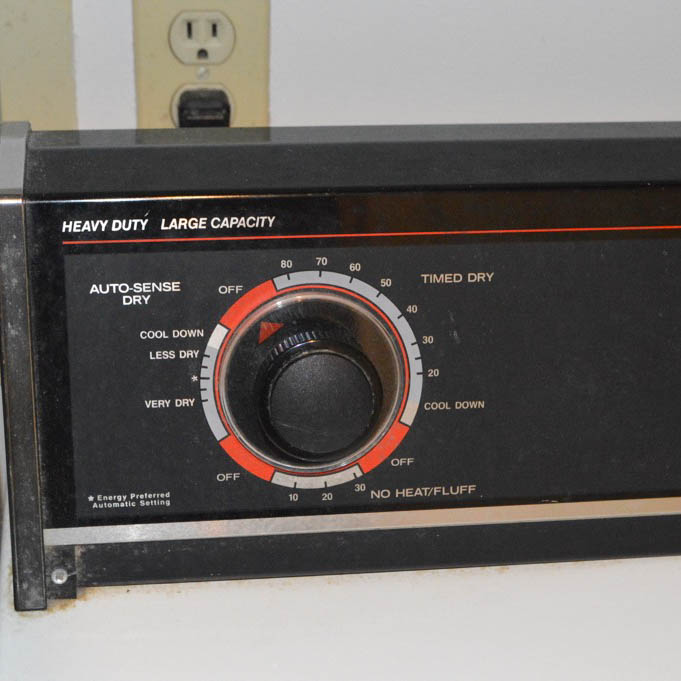 HEAVY DUTY LARGE CAPACITY
AUTO-SENSE
DRY
OFF
80
70
60
50
40
30
20
TIMED DRY
COOL DOWN
LESS DRY
*
VERY DRY
COOL DOWN
OFF
OFF
10
20
30
NO HEAT/FLUFF
* Energy Preferred
Automatic Setting